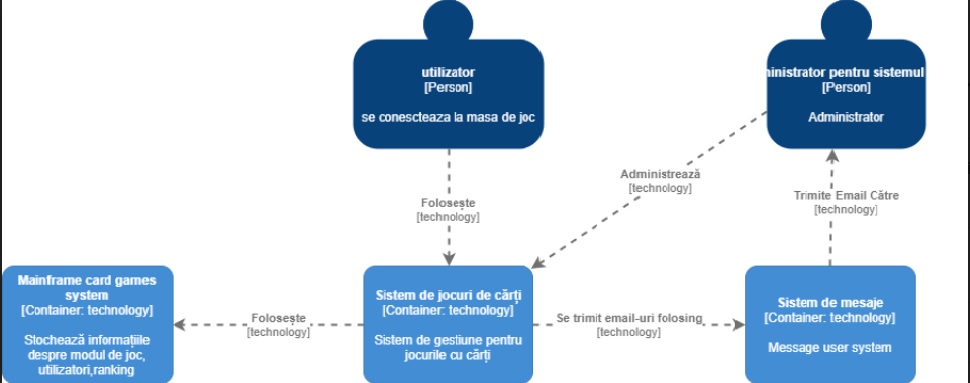 utilizator
[Person]
se conescteaza la masa de joc
ministrator pentru sistemul
[Person]
Administrator
Administrează
[technology]
Folosește
[technology]
Trimite Email Către
[technology]
Mainframe card games
system
[Container: technology]
Stochează informațiile
despre modul de joc,
utilizatori,ranking
Folosește
[technology]
Sistem de jocuri de cărți
[Container: technology]
Sistem de gestiune pentru
jocurile cu cărți
Se trimit email-uri folosing
[technology]
Sistem de mesaje
[Container: technology]
Message user system